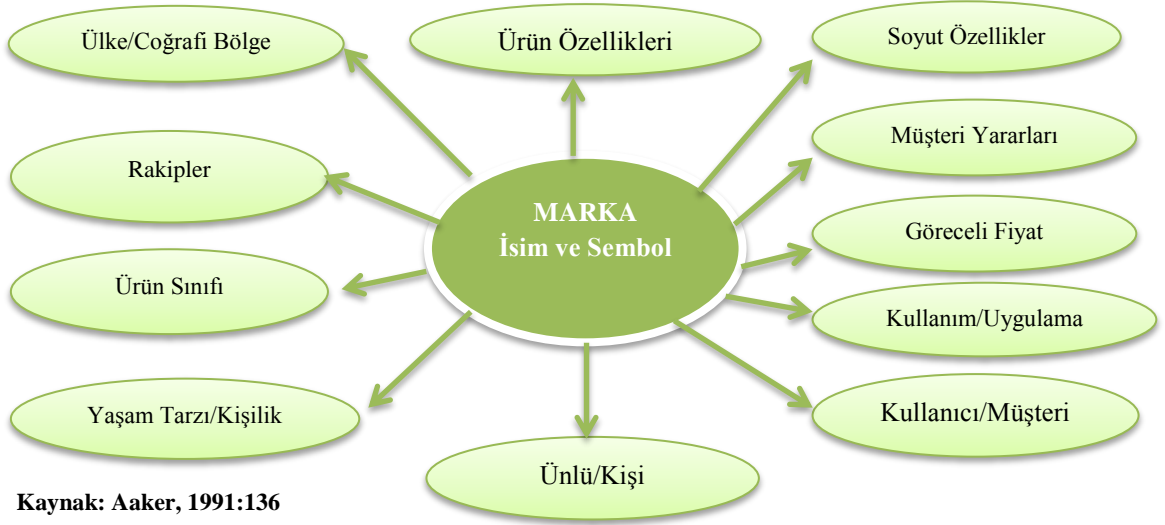 Ülke/Coğrafi Bölge
Ürün Özellikleri
Soyut Özellikler
Müşteri Yararları
Rakipler
MARKA
İsim ve Sembol
Göreceli Fiyat
Ürün Sınıfı
Kullanım/Uygulama
Yaşam Tarzı/Kişilik
Kullanıcı/Müşteri
Ünlü/Kişi
Kaynak: Aaker, 1991:136